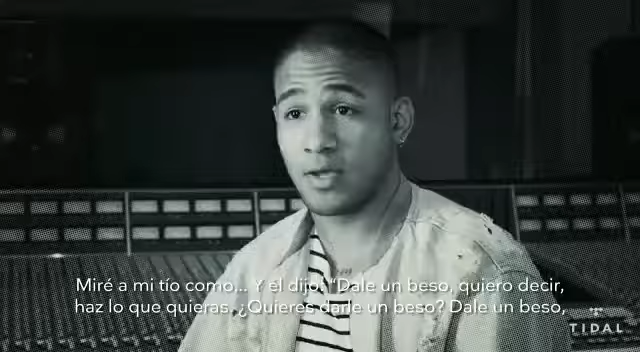 Miré a mi tío como... Y el dijo: "Dale un beso, quiero decir,
haz lo que quieras. ¿Quieres darle un beso? Dale un beso,
TIDAL